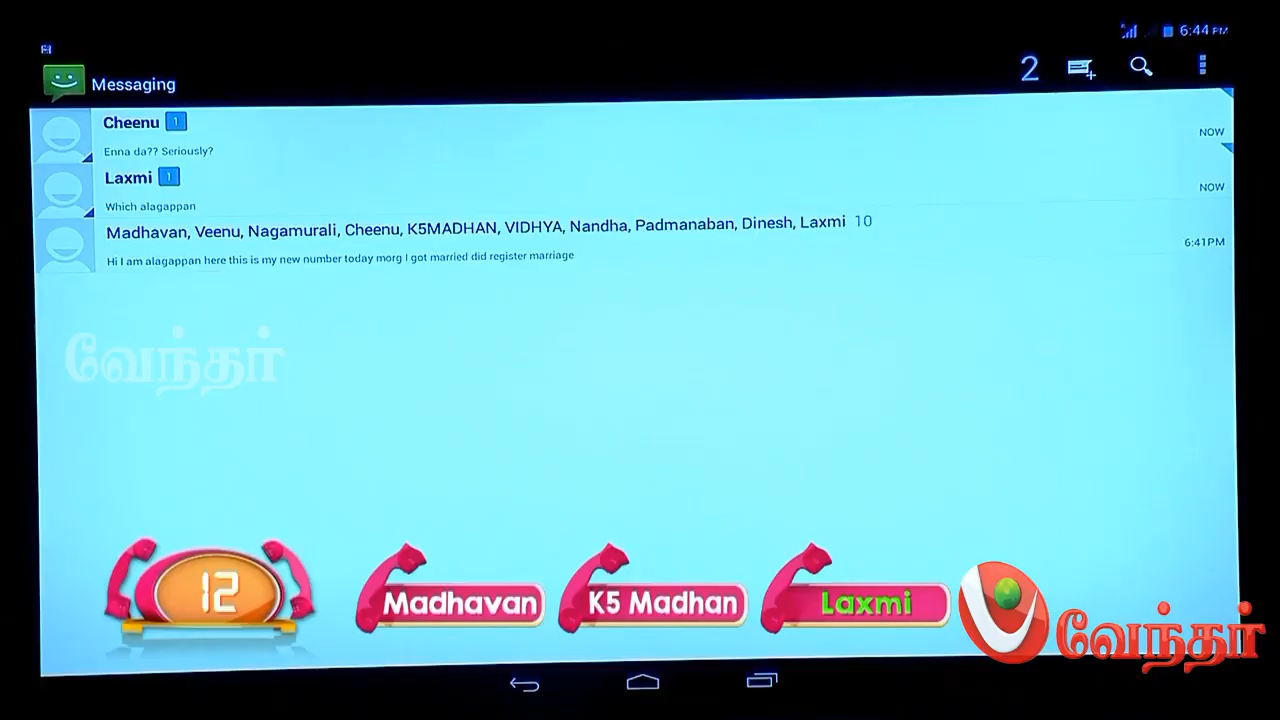 6:44 PM
Messaging
2
Cheenu 1
NOW
Enna da?? Seriously?
Laxmi 1
NOW
Which alagappan
Madhavan, Veenu, Nagamurali, Cheenu, K5MADHAN, VIDHYA, Nandha, Padmanaban, Dinesh, Laxmi 10
6:41PM
Hi I am alagappan here this is my new number today morg I got married did register marriage
வேந்தர்
12
Madhavan
K5 Madhan
Laxmi
வேந்தர்